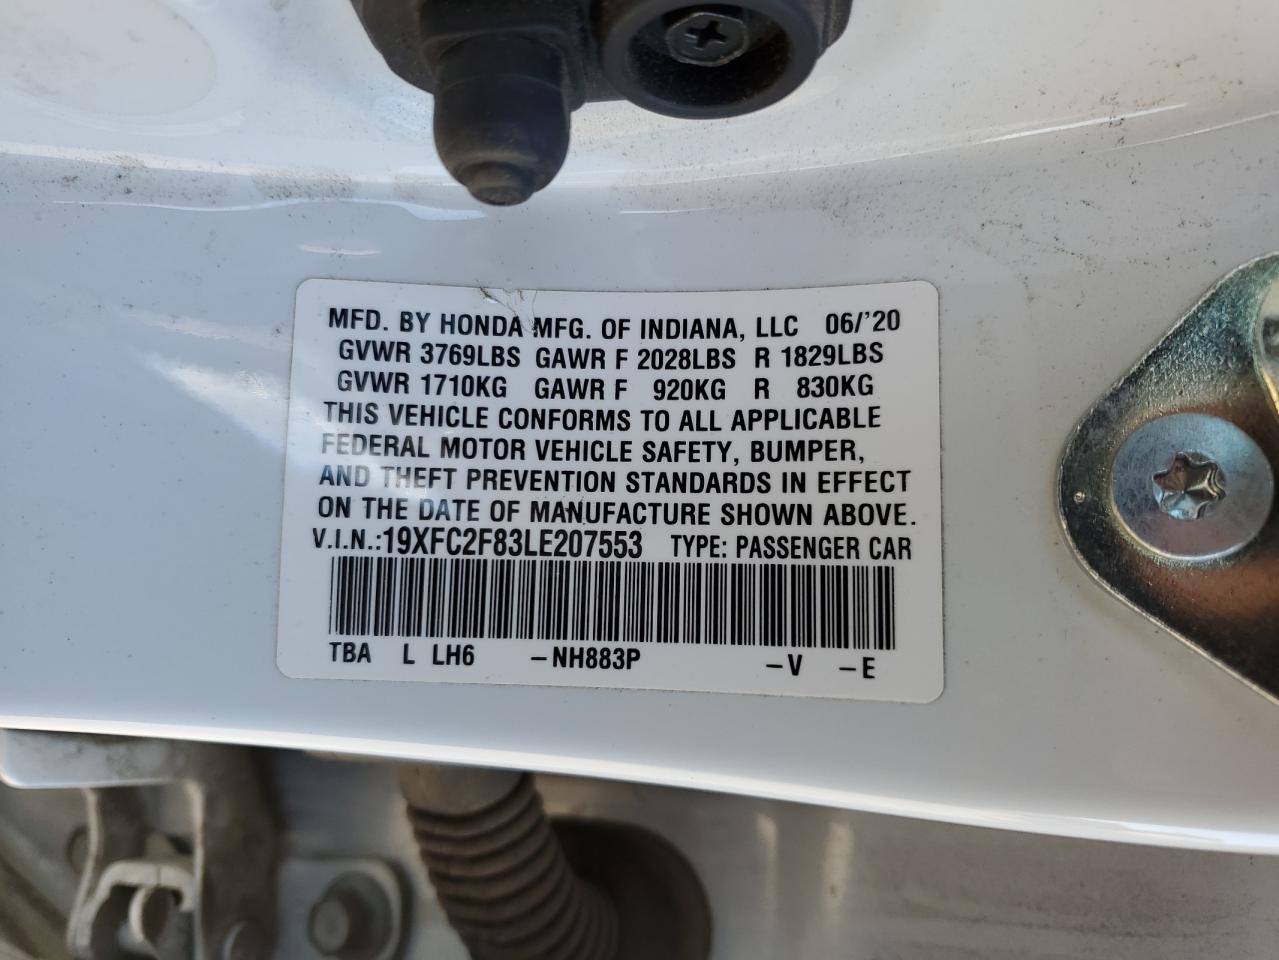 MFD. BY HONDA MFG. OF INDIANA, LLC 06/'20
GVWR 3769LBS GAWR F 2028LBS R 1829LBS
GVWR 1710KG GAWR F 920KG R 830KG
THIS VEHICLE CONFORMS TO ALL APPLICABLE
FEDERAL MOTOR VEHICLE SAFETY, BUMPER,
AND THEFT PREVENTION STANDARDS IN EFFECT
ON THE DATE OF MANUFACTURE SHOWN ABOVE.
V.I.N.:19XFC2F83LE207553 TYPE: PASSENGER CAR
TBA L LH6 –NH883P –V –E